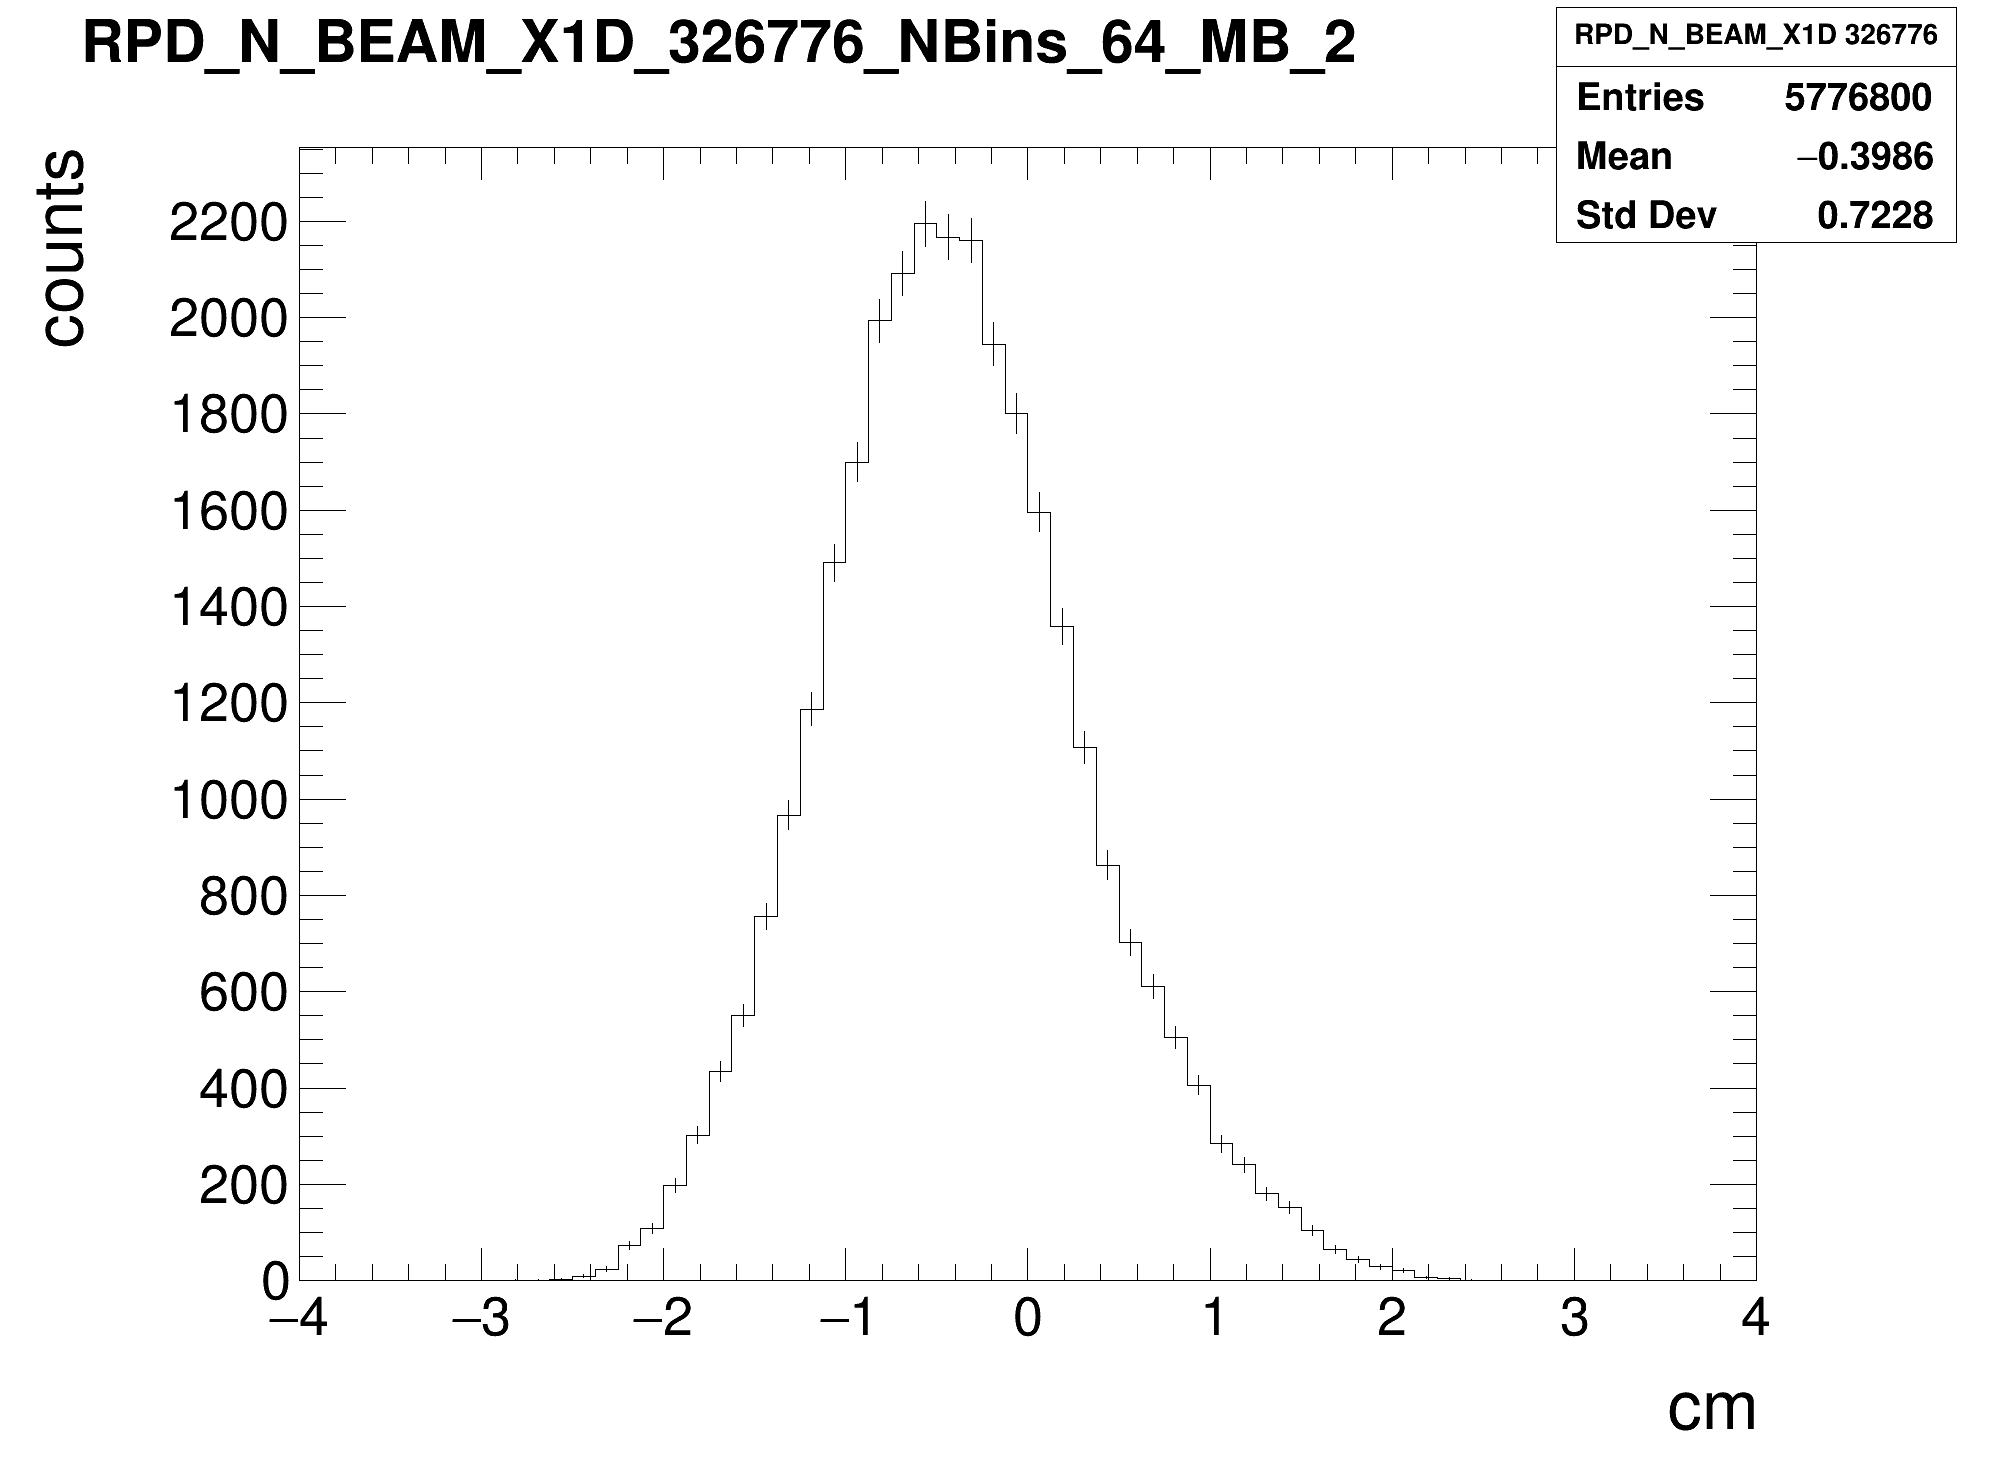 RPD_N_BEAM_X1D_326776_NBins_64_MB_2
RPD_N_BEAM_X1D 326776
Entries 5776800
Mean −0.3986
Std Dev 0.7228
counts
2200
2000
1800
1600
1400
1200
1000
800
600
400
200
0
−4 −3 −2 −1 0 1 2 3 4
cm